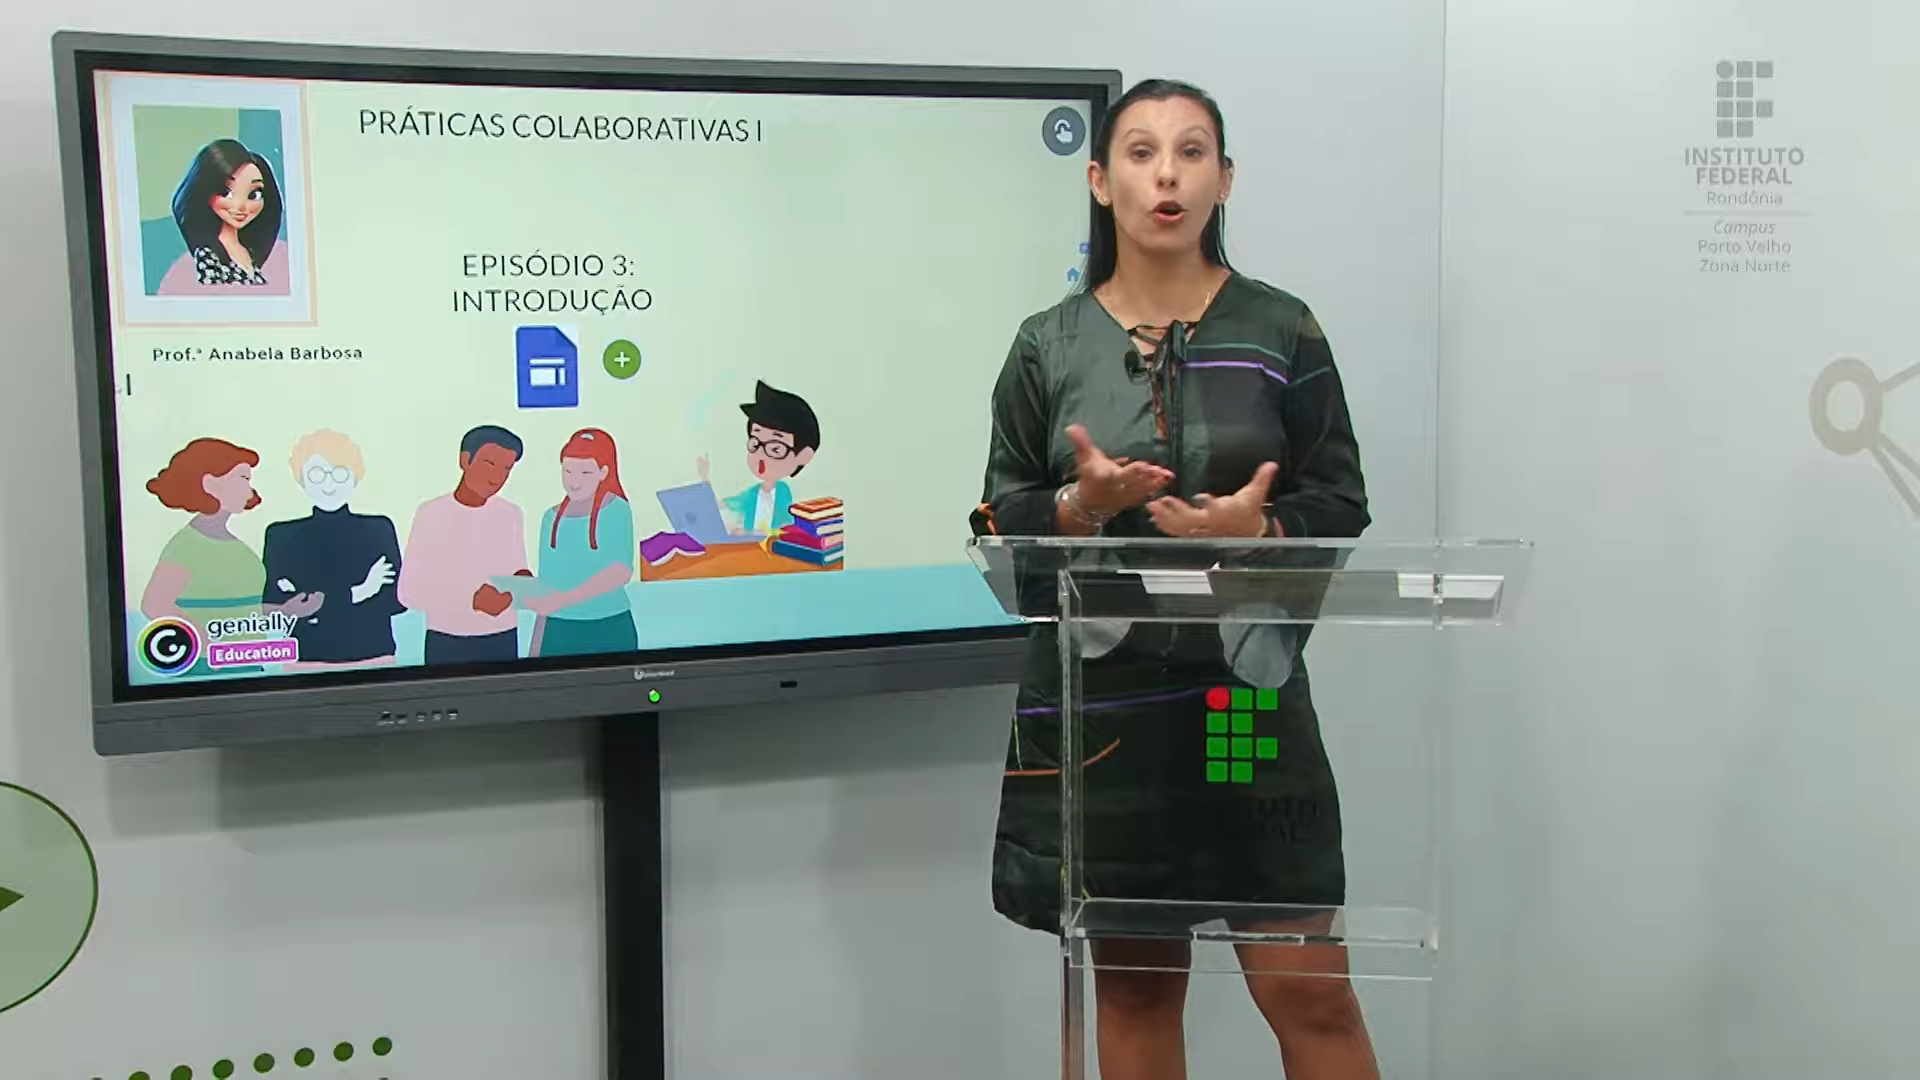 PRÁTICAS COLABORATIVAS I
EPISÓDIO 3:
INTRODUÇÃO
Prof.ª Anabela Barbosa
genially
Education
INSTITUTO
FEDERAL
Rondônia
Campus
Porto Velho
Zona Norte